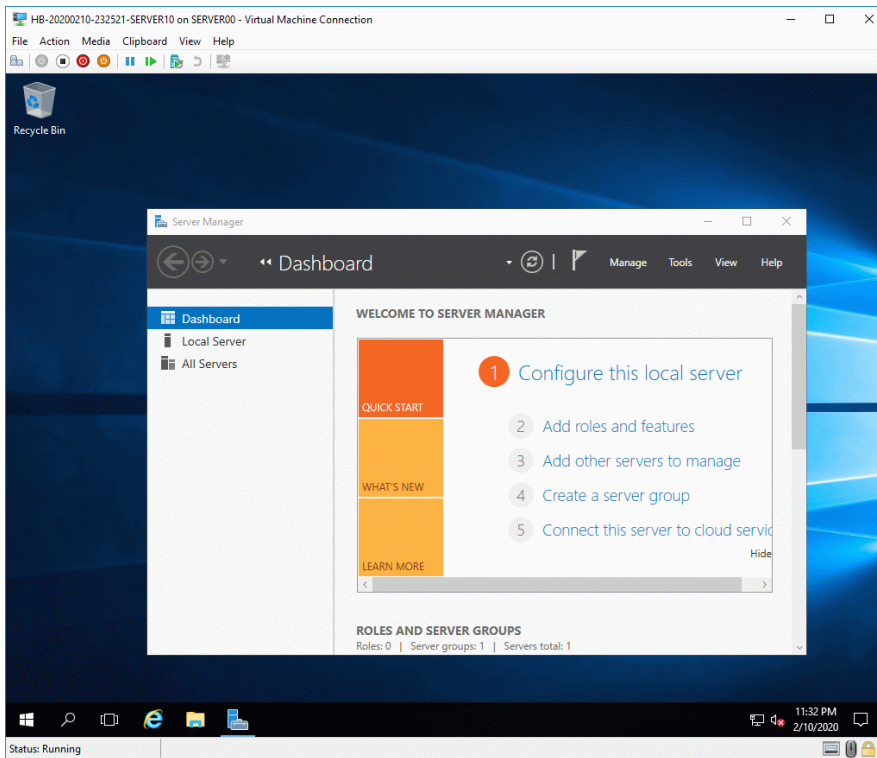 HB-20200210-232521-SERVER10 on SERVER00 - Virtual Machine Connection
File Action Media Clipboard View Help
Recycle Bin
Server Manager
Dashboard
Manage Tools View Help
Dashboard
Local Server
All Servers
WELCOME TO SERVER MANAGER
QUICK START
WHAT'S NEW
LEARN MORE
1 Configure this local server
2 Add roles and features
3 Add other servers to manage
4 Create a server group
5 Connect this server to cloud servic
Hide
ROLES AND SERVER GROUPS
Roles: 0 | Server groups: 1 | Servers total: 1
11:32 PM
2/10/2020
Status: Running